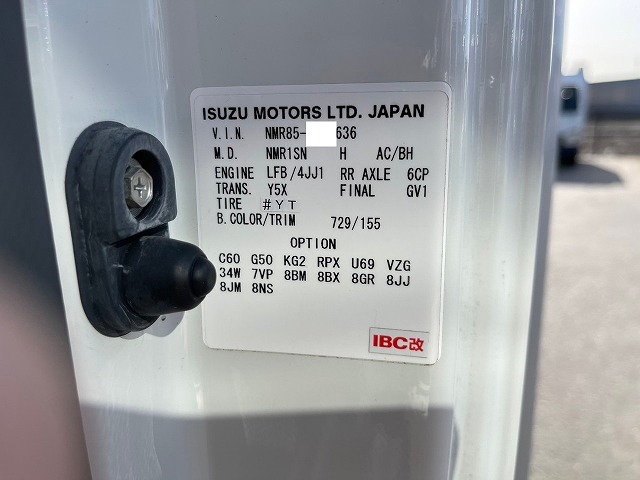 ISUZU MOTORS LTD. JAPAN
V.I.N. NMR85- 636
M.D. NMR1SN H AC/BH
ENGINE LFB/4JJ1 RR AXLE 6CP
TRANS. Y5X FINAL GV1
TIRE #YT
B.COLOR/TRIM 729/155
OPTION
C60 G50 KG2 RPX U69 VZG
34W 7VP 8BM 8BX 8GR 8JJ
8JM 8NS
IBC改